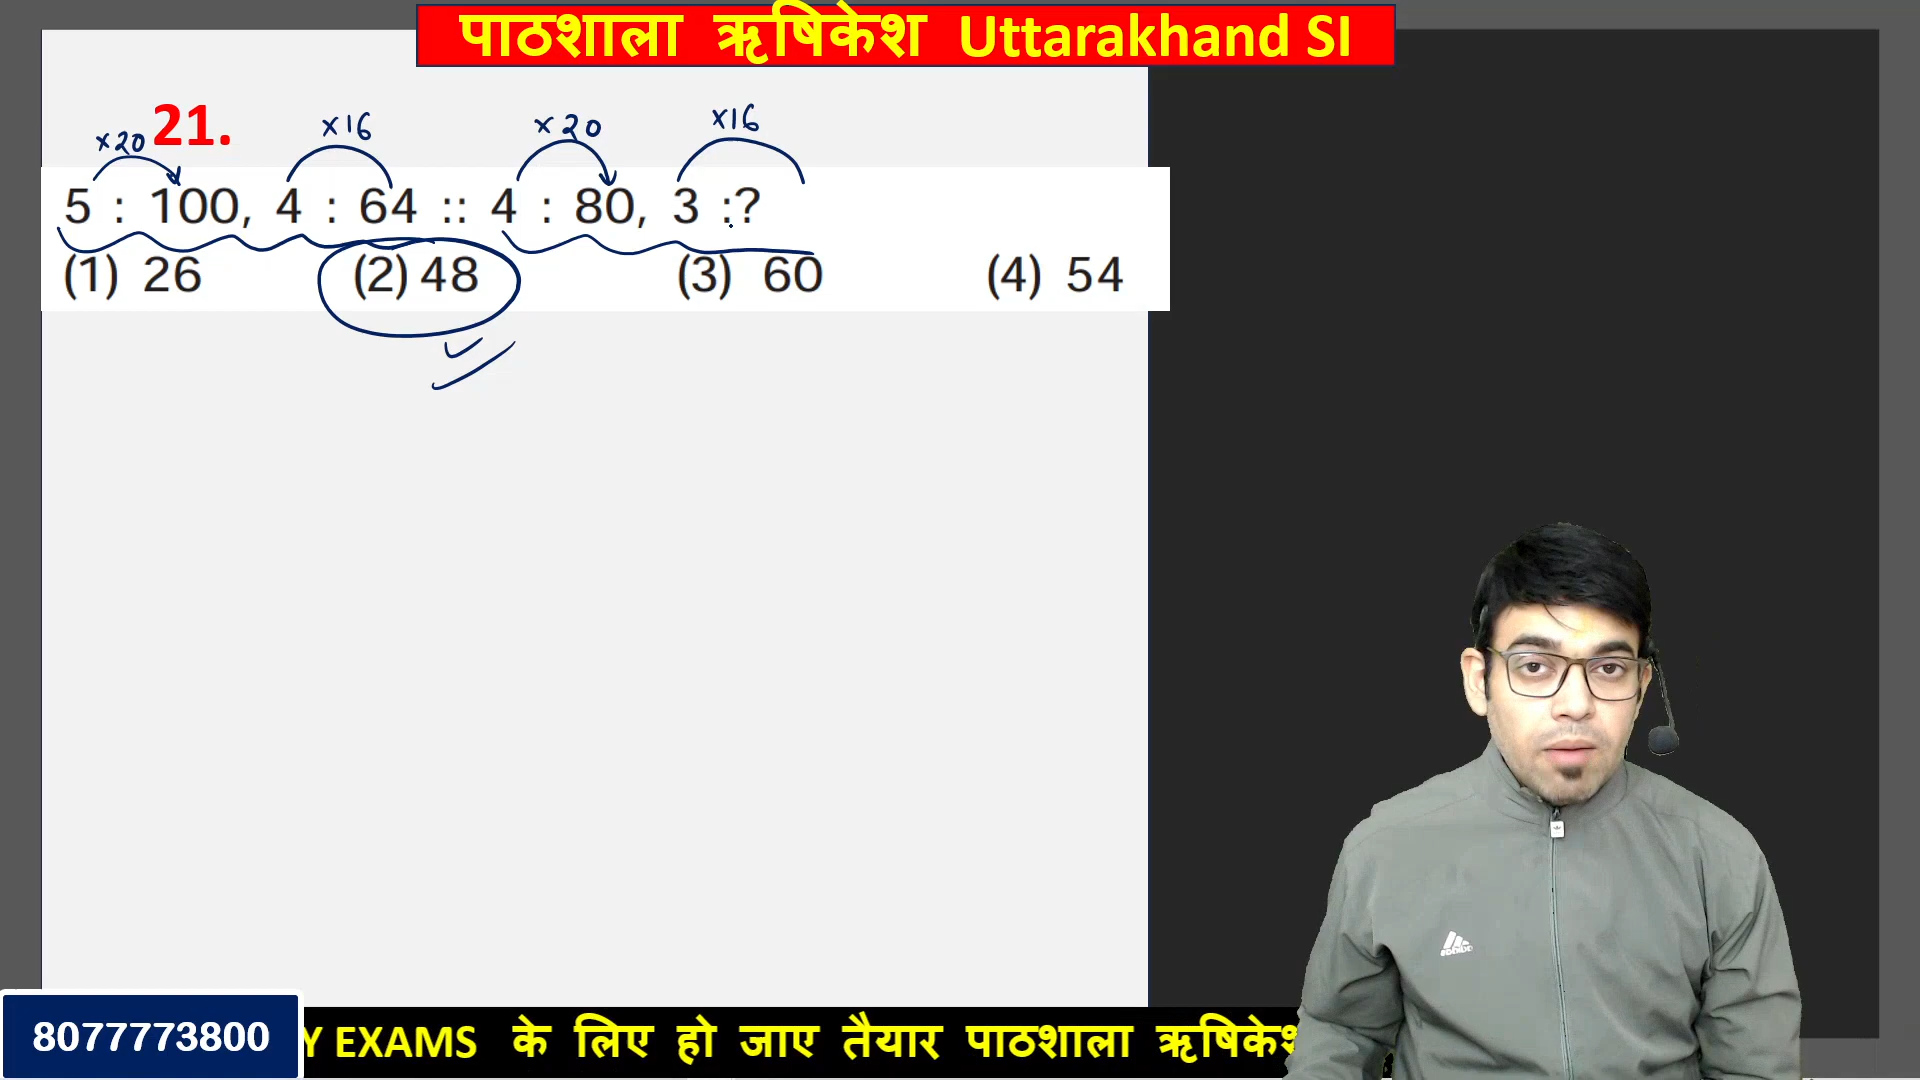 पाठशाला ऋषिकेश Uttarakhand SI
21.
×20 ×16 ×20 ×16
5 : 100, 4 : 64 :: 4 : 80, 3 :?
(1) 26 (2) 48 (3) 60 (4) 54
8077773800
Y EXAMS के लिए हो जाए तैयार पाठशाला ऋषिकेश